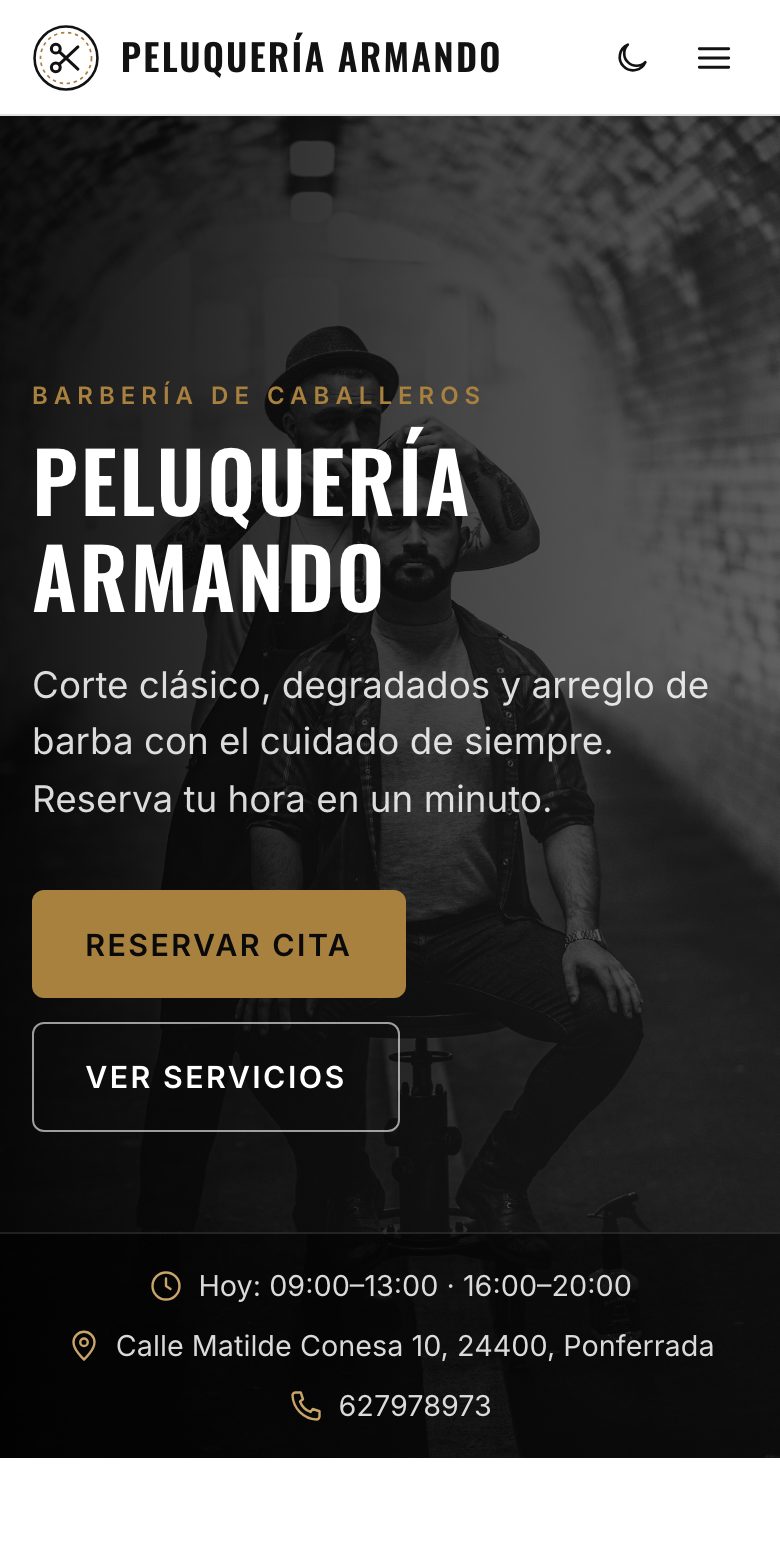 PELUQUERÍA ARMANDO
BARBERÍA DE CABALLEROS
PELUQUERÍA
ARMANDO
Corte clásico, degradados y arreglo de
barba con el cuidado de siempre.
Reserva tu hora en un minuto.
RESERVAR CITA
VER SERVICIOS
Hoy: 09:00–13:00 · 16:00–20:00
Calle Matilde Conesa 10, 24400, Ponferrada
627978973